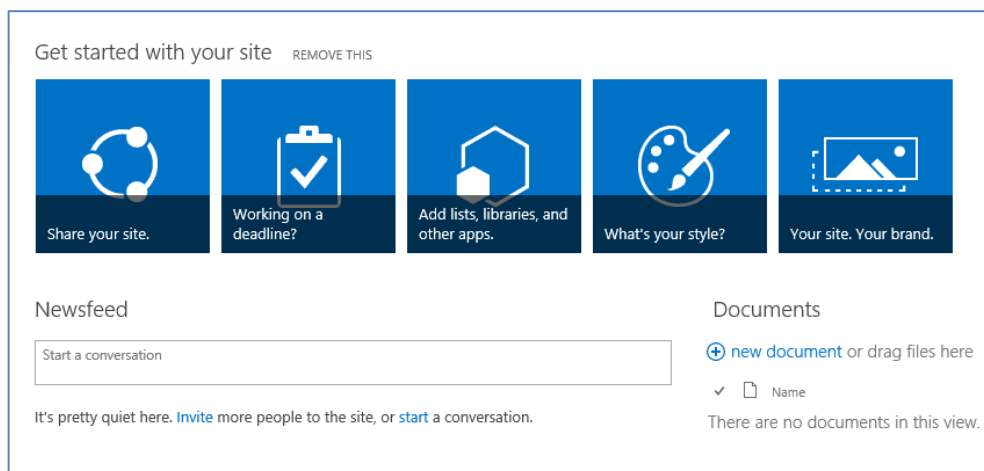 Get started with your site REMOVE THIS
Share your site.
Working on a
deadline?
Add lists, libraries, and
other apps.
What's your style?
Your site. Your brand.
Newsfeed
Start a conversation
It's pretty quiet here. Invite more people to the site, or start a conversation.
Documents
new document or drag files here
Name
There are no documents in this view.